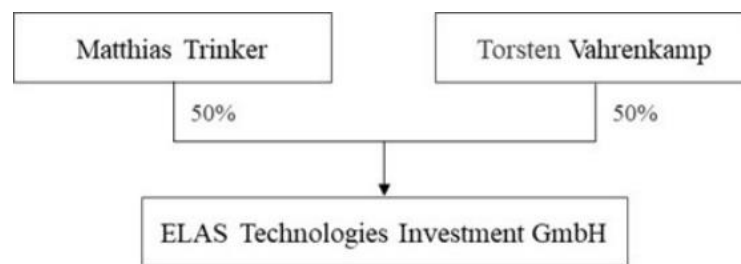 Matthias Trinker
Torsten Vahrenkamp
50%
50%
ELAS Technologies Investment GmbH